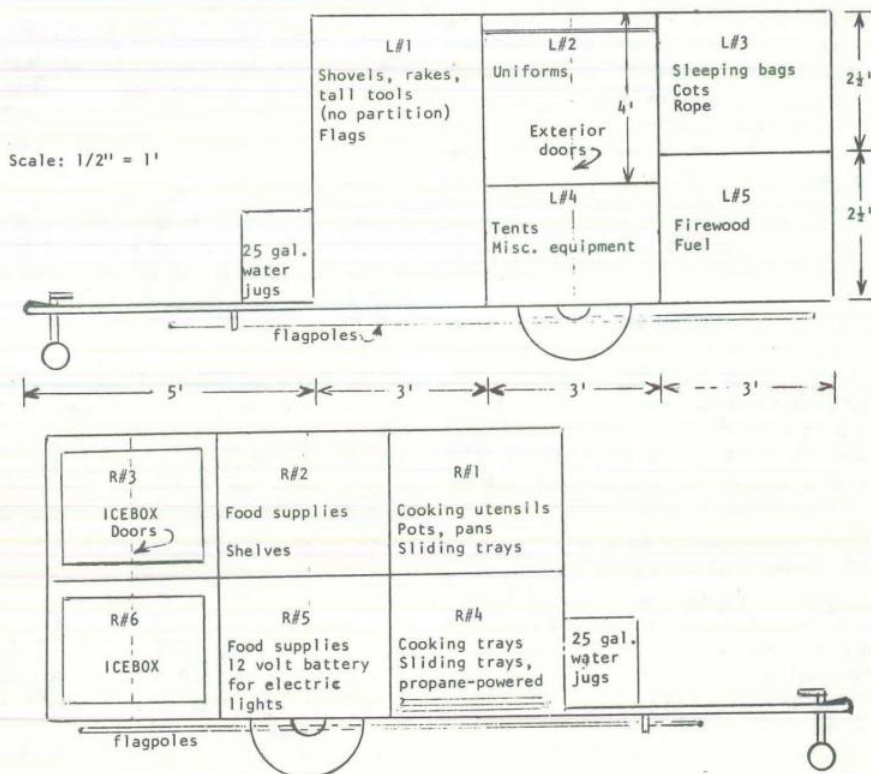 L#1
Shovels, rakes,
tall tools
(no partition)
Flags
L#2
Uniforms
4'
Exterior
doors
L#3
Sleeping bags
Cots
Rope
2½'
Scale: 1/2" = 1'
L#4
Tents
Misc. equipment
L#5
Firewood
Fuel
2½'
25 gal.
water
jugs
flagpoles
5'
3'
3'
3'
R#3
ICEBOX
Doors
R#2
Food supplies
Shelves
R#1
Cooking utensils
Pots, pans
Sliding trays
R#6
ICEBOX
R#5
Food supplies
12 volt battery
for electric
lights
R#4
Cooking trays
Sliding trays,
propane-powered
25 gal.
water
jugs
flagpoles